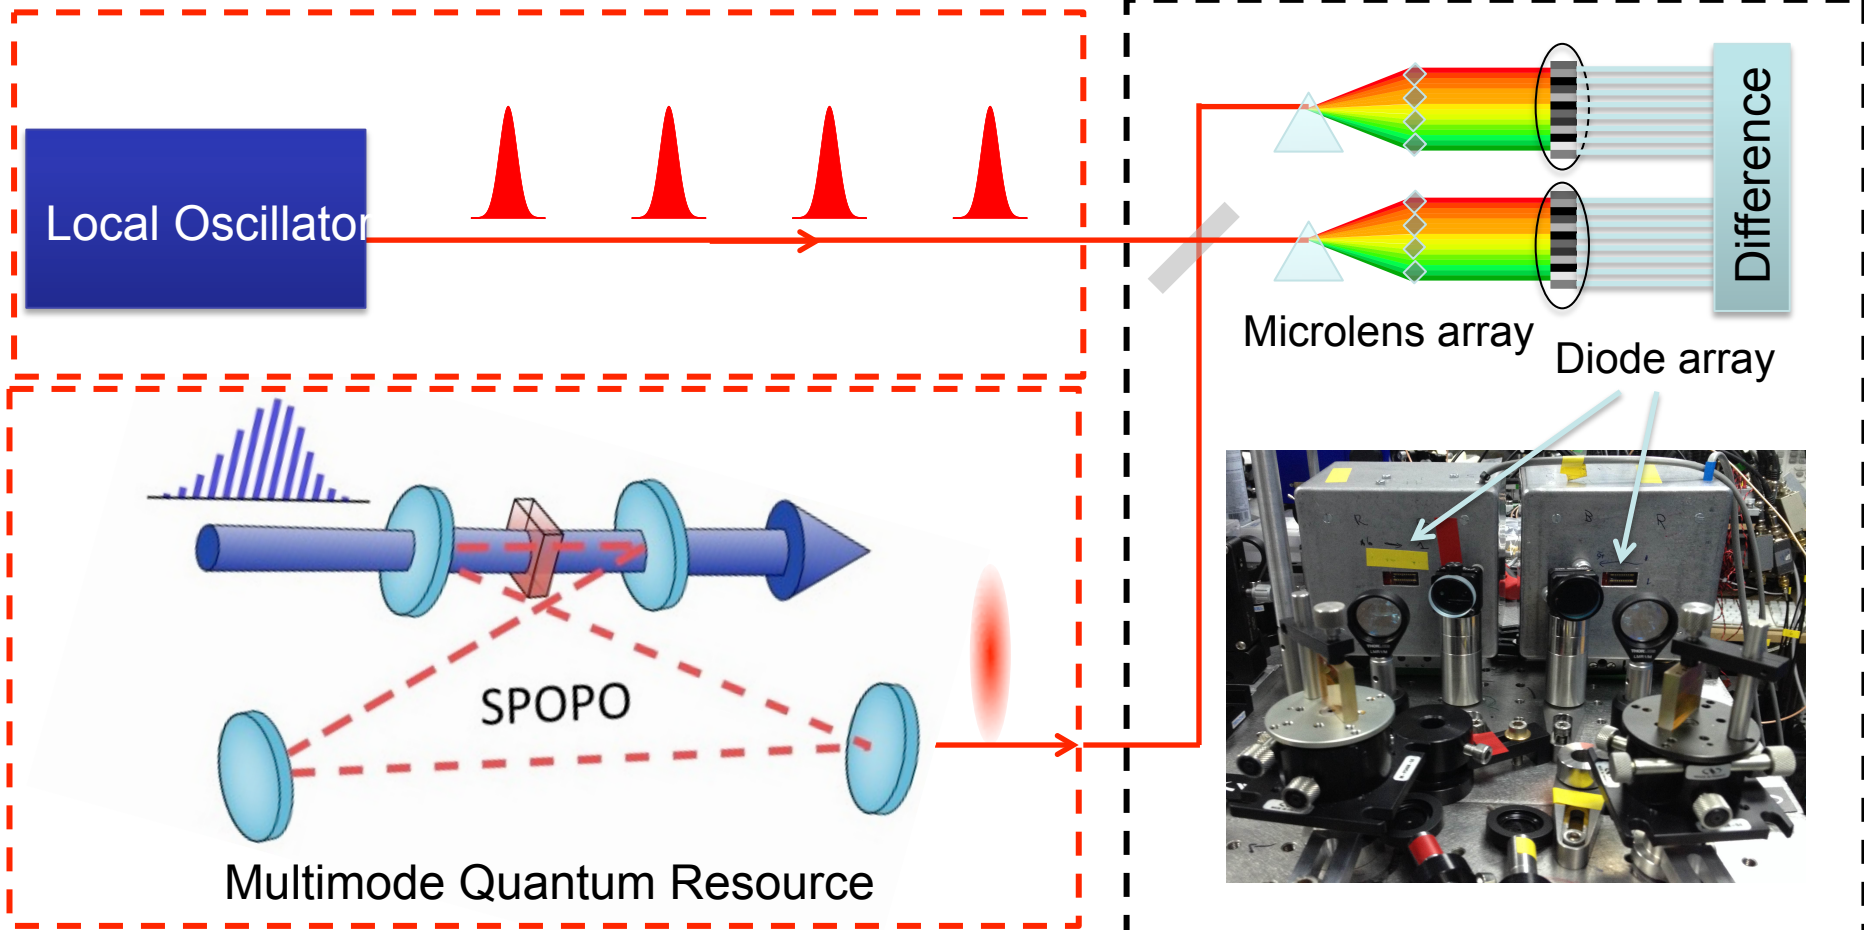 Local Oscillator
Difference
Microlens array
Diode array
SPOPO
Multimode Quantum Resource
R
B
R